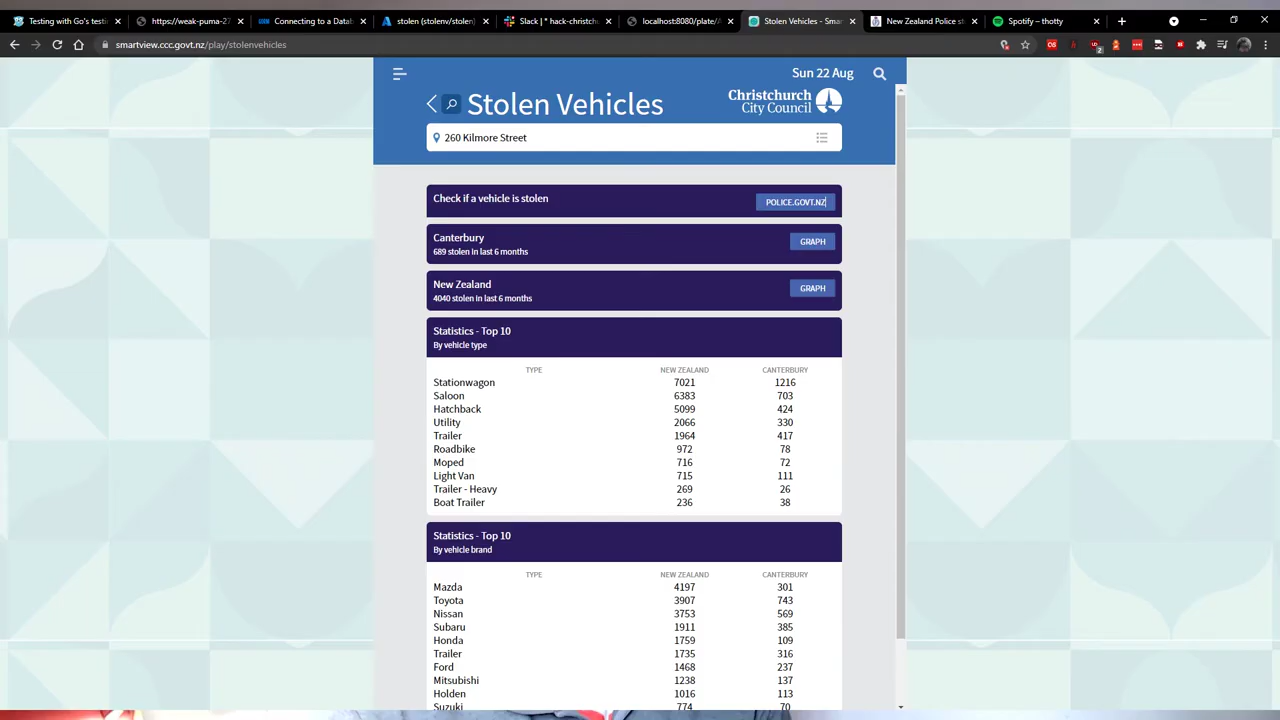 Testing with Go's testi
https://weak-puma-27
Connecting to a Datab
stolen (stolenv/stolen)
Slack | * hack-christchu
localhost:8080/plate/A
Stolen Vehicles - Smar
New Zealand Police st
Spotify – thotty
smartview.ccc.govt.nz/play/stolenvehicles
Sun 22 Aug
Stolen Vehicles
Christchurch
City Council
260 Kilmore Street
Check if a vehicle is stolen
POLICE.GOVT.NZ
Canterbury
689 stolen in last 6 months
GRAPH
New Zealand
4040 stolen in last 6 months
GRAPH
Statistics - Top 10
By vehicle type
TYPE NEW ZEALAND CANTERBURY
Stationwagon 7021 1216
Saloon 6383 703
Hatchback 5099 424
Utility 2066 330
Trailer 1964 417
Roadbike 972 78
Moped 716 72
Light Van 715 111
Trailer - Heavy 269 26
Boat Trailer 236 38
Statistics - Top 10
By vehicle brand
TYPE NEW ZEALAND CANTERBURY
Mazda 4197 301
Toyota 3907 743
Nissan 3753 569
Subaru 1911 385
Honda 1759 109
Trailer 1735 316
Ford 1468 237
Mitsubishi 1238 137
Holden 1016 113
Suzuki 774 70